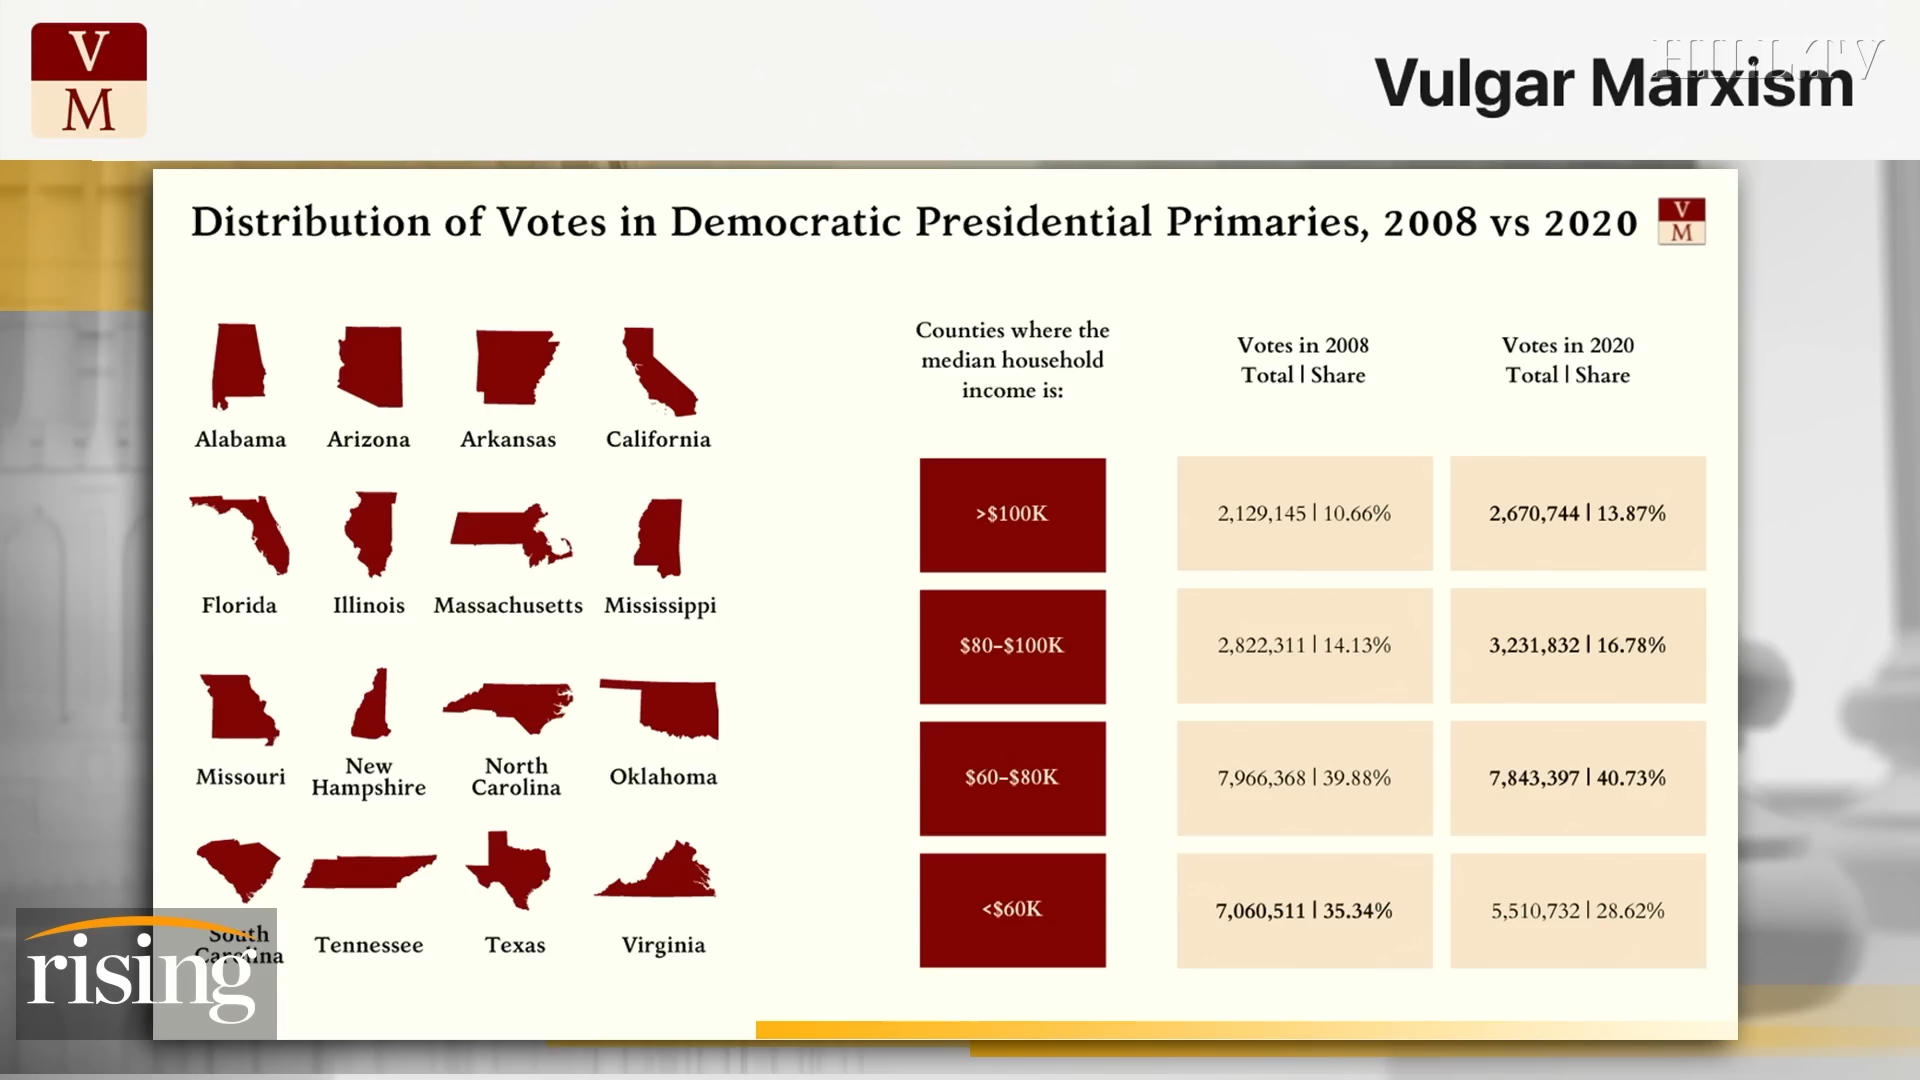 V
M
HILL.TV
Vulgar Marxism
Distribution of Votes in Democratic Presidential Primaries, 2008 vs 2020
V
M
Alabama
Arizona
Arkansas
California
Florida
Illinois
Massachusetts
Mississippi
Missouri
New
Hampshire
North
Carolina
Oklahoma
South
Carolina
Tennessee
Texas
Virginia
Counties where the
median household
income is:
Votes in 2008
Total | Share
Votes in 2020
Total | Share
>$100K
2,129,145 | 10.66%
2,670,744 | 13.87%
$80-$100K
2,822,311 | 14.13%
3,231,832 | 16.78%
$60-$80K
7,966,368 | 39.88%
7,843,397 | 40.73%
<$60K
7,060,511 | 35.34%
5,510,732 | 28.62%
rising